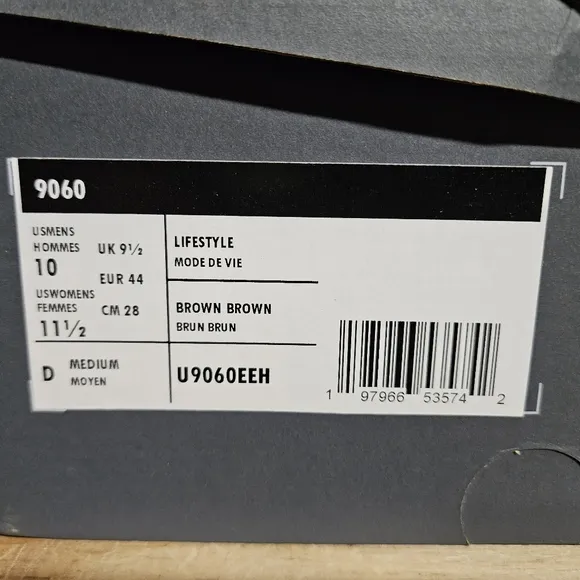 9060
USMENS
HOMMES
10
UK 9½
EUR 44
USWOMENS
FEMMES
11½
CM 28
LIFESTYLE
MODE DE VIE
BROWN BROWN
BRUN BRUN
D MEDIUM
MOYEN
U9060EEH
1 97966 53574 2